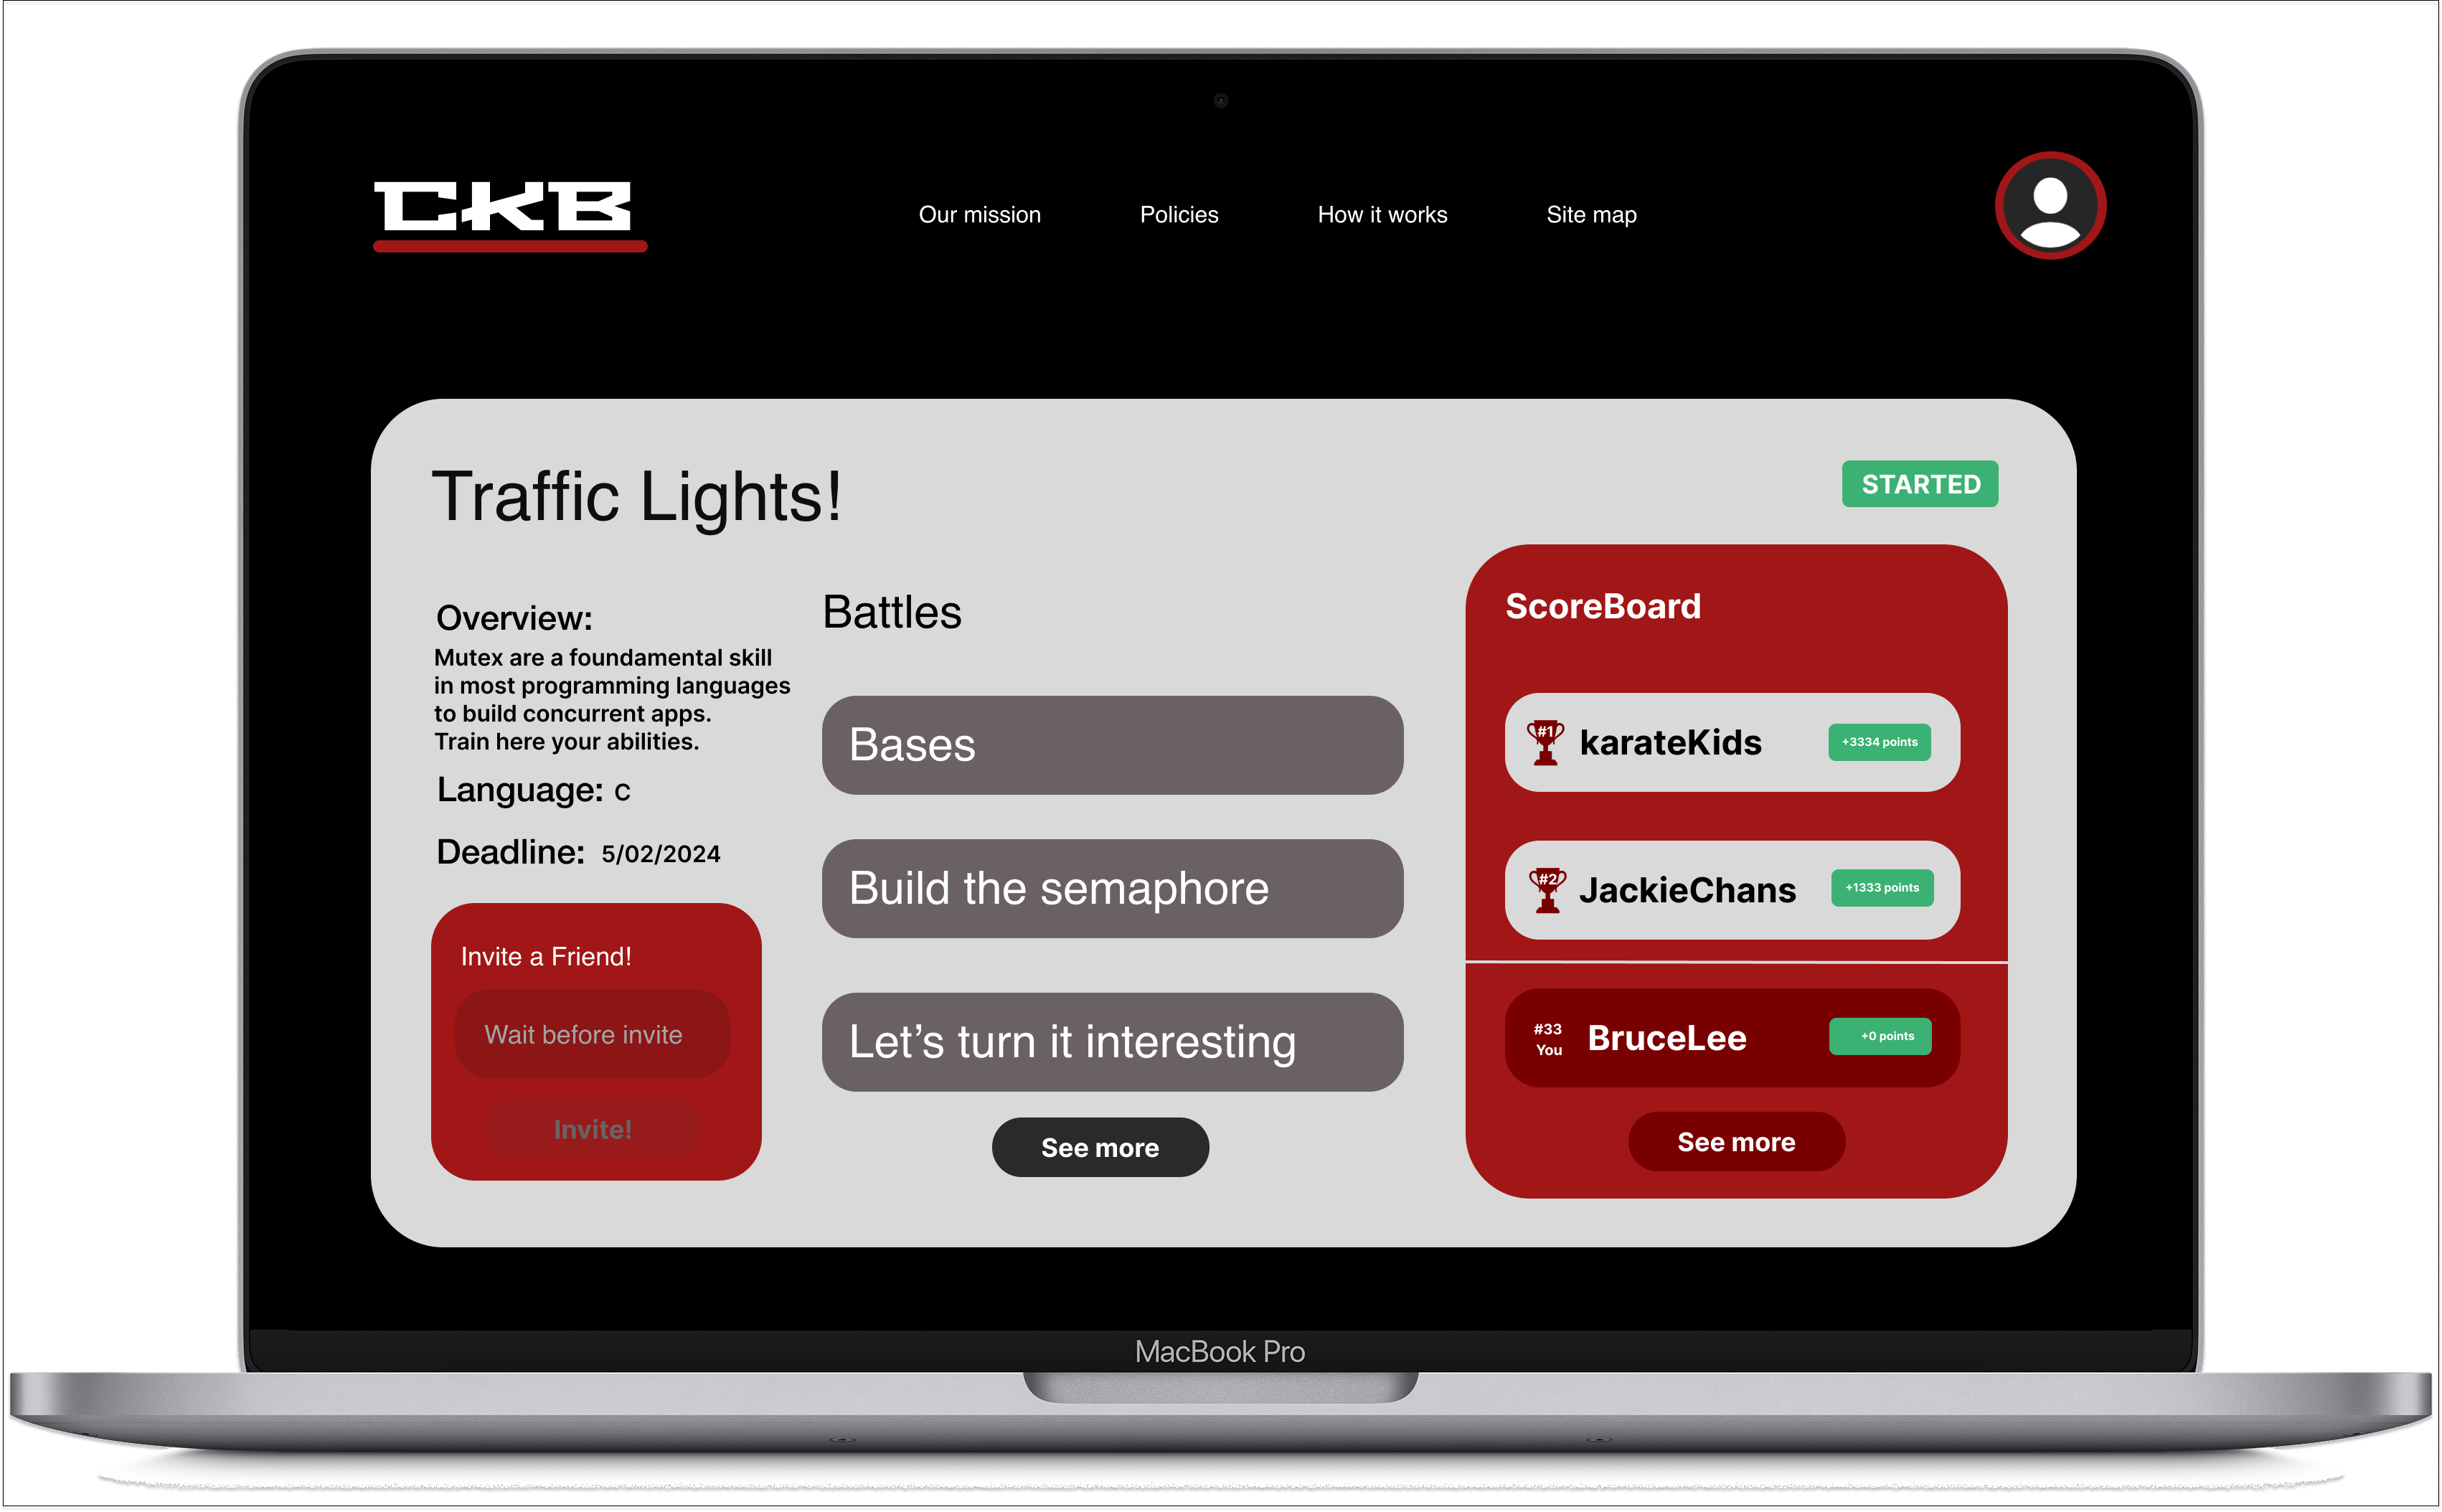 CKB
Our mission
Policies
How it works
Site map
Traffic Lights!
STARTED
Overview:
Mutex are a foundamental skill
in most programming languages
to build concurrent apps.
Train here your abilities.
Language: C
Deadline: 5/02/2024
Invite a Friend!
Wait before invite
Invite!
Battles
Bases
Build the semaphore
Let’s turn it interesting
See more
ScoreBoard
#1 karateKids +3334 points
#2 JackieChans +1333 points
#33
You
BruceLee +0 points
See more
MacBook Pro